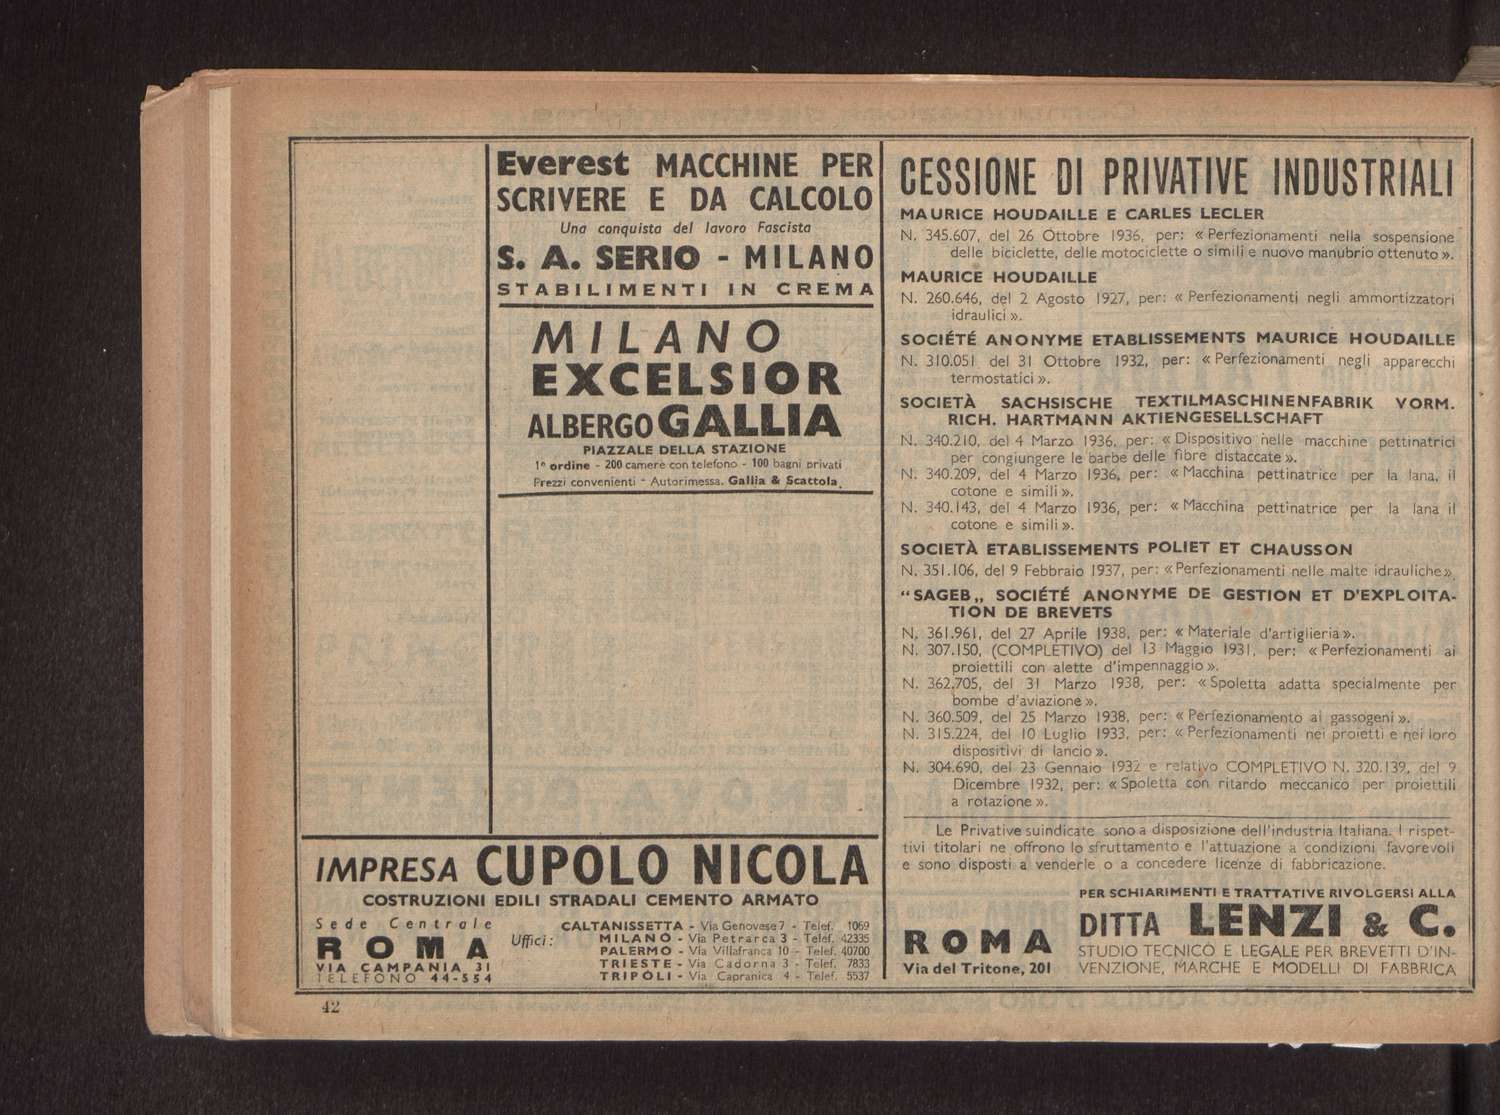 Everest MACCHINE PER
SCRIVERE E DA CALCOLO
Una conquista del lavoro Fascista
S. A. SERIO - MILANO
STABILIMENTI IN CREMA
MILANO
EXCELSIOR
ALBERGO GALLIA
PIAZZALE DELLA STAZIONE
1º ordine - 200 camere con telefono - 100 bagni privati
Prezzi convenienti - Autorimessa. Gallia & Scattola.
IMPRESA CUPOLO NICOLA
COSTRUZIONI EDILI STRADALI CEMENTO ARMATO
Sede Centrale
ROMA
VIA CAMPANIA 31
TELEFONO 44-554
Uffici:
CALTANISSETTA - Via Genovese 7 - Telef. 1069
MILANO - Via Petrarca 3 - Telef. 42335
PALERMO - Via Villafranca 10 - Telef. 40700
TRIESTE - Via Cadorna 3 - Telef. 7833
TRIPOLI - Via Capranica 4 - Telef. 5537
CESSIONE DI PRIVATIVE INDUSTRIALI
MAURICE HOUDAILLE E CARLES LECLER
N. 345.607, del 26 Ottobre 1936, per: « Perfezionamenti nella sospensione
delle biciclette, delle motociclette o simili e nuovo manubrio ottenuto ».
MAURICE HOUDAILLE
N. 260.646, del 2 Agosto 1927, per: « Perfezionamenti negli ammortizzatori
idraulici ».
SOCIÉTÉ ANONYME ETABLISSEMENTS MAURICE HOUDAILLE
N. 310.051 del 31 Ottobre 1932, per: « Perfezionamenti negli apparecchi
termostatici ».
SOCIETÀ SACHSISCHE TEXTILMASCHINENFABRIK VORM.
RICH. HARTMANN AKTIENGESELLSCHAFT
N. 340.210, del 4 Marzo 1936, per: « Dispositivo nelle macchine pettinatrici
per congiungere le barbe delle fibre distaccate ».
N. 340.209, del 4 Marzo 1936, per: « Macchina pettinatrice per la lana, il
cotone e simili ».
N. 340.143, del 4 Marzo 1936, per: « Macchina pettinatrice per la lana il
cotone e simili ».
SOCIETÀ ETABLISSEMENTS POLIET ET CHAUSSON
N. 351.106, del 9 Febbraio 1937, per: « Perfezionamenti nelle malte idrauliche ».
“SAGEB„ SOCIÉTÉ ANONYME DE GESTION ET D'EXPLOITA-
TION DE BREVETS
N. 361.961, del 27 Aprile 1938, per: « Materiale d'artiglieria ».
N. 307.150, (COMPLETIVO) del 13 Maggio 1931, per: « Perfezionamenti ai
proiettili con alette d'impennaggio ».
N. 362.705, del 31 Marzo 1938, per: « Spoletta adatta specialmente per
bombe d'aviazione ».
N. 360.509, del 25 Marzo 1938, per: « Perfezionamento ai gassogeni ».
N. 315.224, del 10 Luglio 1933, per: « Perfezionamenti nei proietti e nei loro
dispositivi di lancio ».
N. 304.690, del 23 Gennaio 1932 e relativo COMPLETIVO N. 320.139, del 9
Dicembre 1932, per: « Spoletta con ritardo meccanico per proiettili
a rotazione ».
Le Privative suindicate sono a disposizione dell'industria Italiana. I rispet-
tivi titolari ne offrono lo sfruttamento e l'attuazione a condizioni favorevoli
e sono disposti a venderle o a concedere licenze di fabbricazione.
PER SCHIARIMENTI E TRATTATIVE RIVOLGERSI ALLA
DITTA LENZI & C.
ROMA
Via del Tritone, 201
STUDIO TECNICO E LEGALE PER BREVETTI D'IN-
VENZIONE, MARCHE E MODELLI DI FABBRICA
42